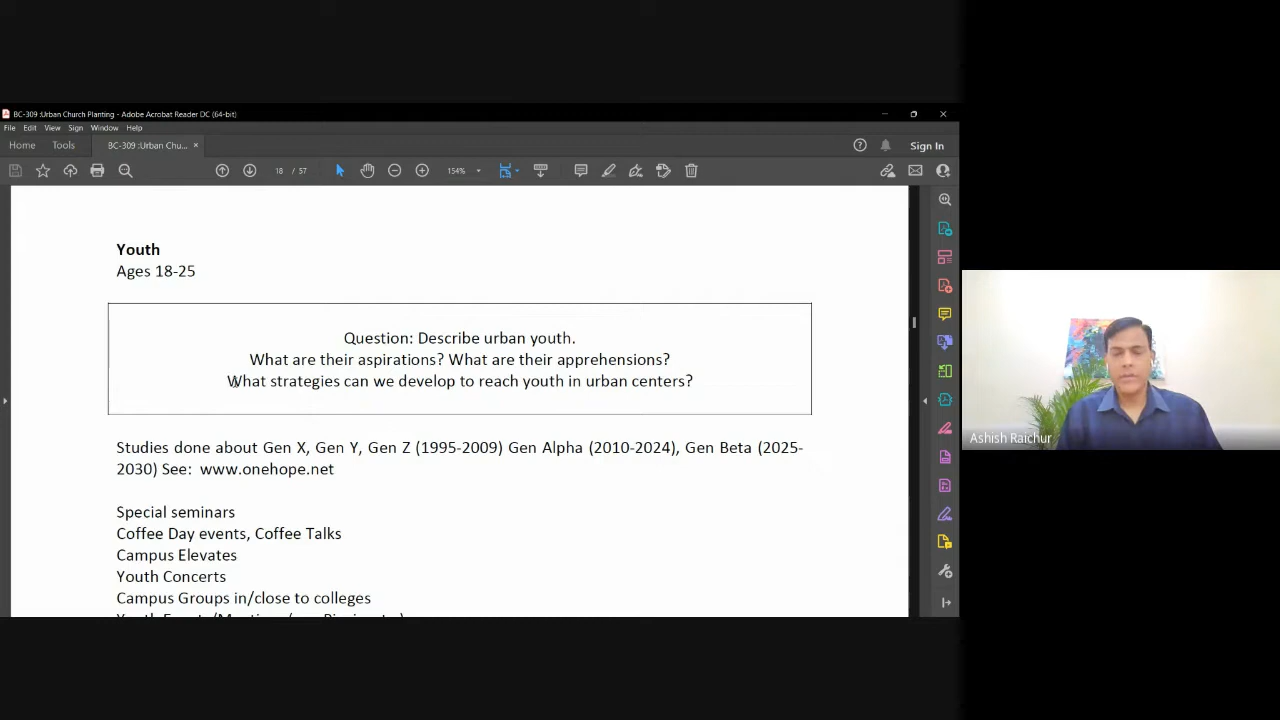 BC-309 :Urban Church Planting - Adobe Acrobat Reader DC (64-bit)
File Edit View Sign Window Help
Home Tools BC-309 :Urban Chu... × Sign In
18 / 57 154%
Youth
Ages 18-25
Question: Describe urban youth.
What are their aspirations? What are their apprehensions?
What strategies can we develop to reach youth in urban centers?
Studies done about Gen X, Gen Y, Gen Z (1995-2009) Gen Alpha (2010-2024), Gen Beta (2025-
2030) See: www.onehope.net
Special seminars
Coffee Day events, Coffee Talks
Campus Elevates
Youth Concerts
Campus Groups in/close to colleges
Ashish Raichur